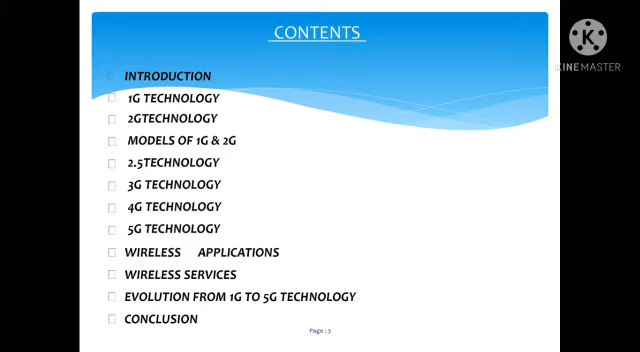 CONTENTS
K
KINEMASTER
INTRODUCTION
1G TECHNOLOGY
2GTECHNOLOGY
MODELS OF 1G & 2G
2.5TECHNOLOGY
3G TECHNOLOGY
4G TECHNOLOGY
5G TECHNOLOGY
WIRELESS APPLICATIONS
WIRELESS SERVICES
EVOLUTION FROM 1G TO 5G TECHNOLOGY
CONCLUSION
Page : 3